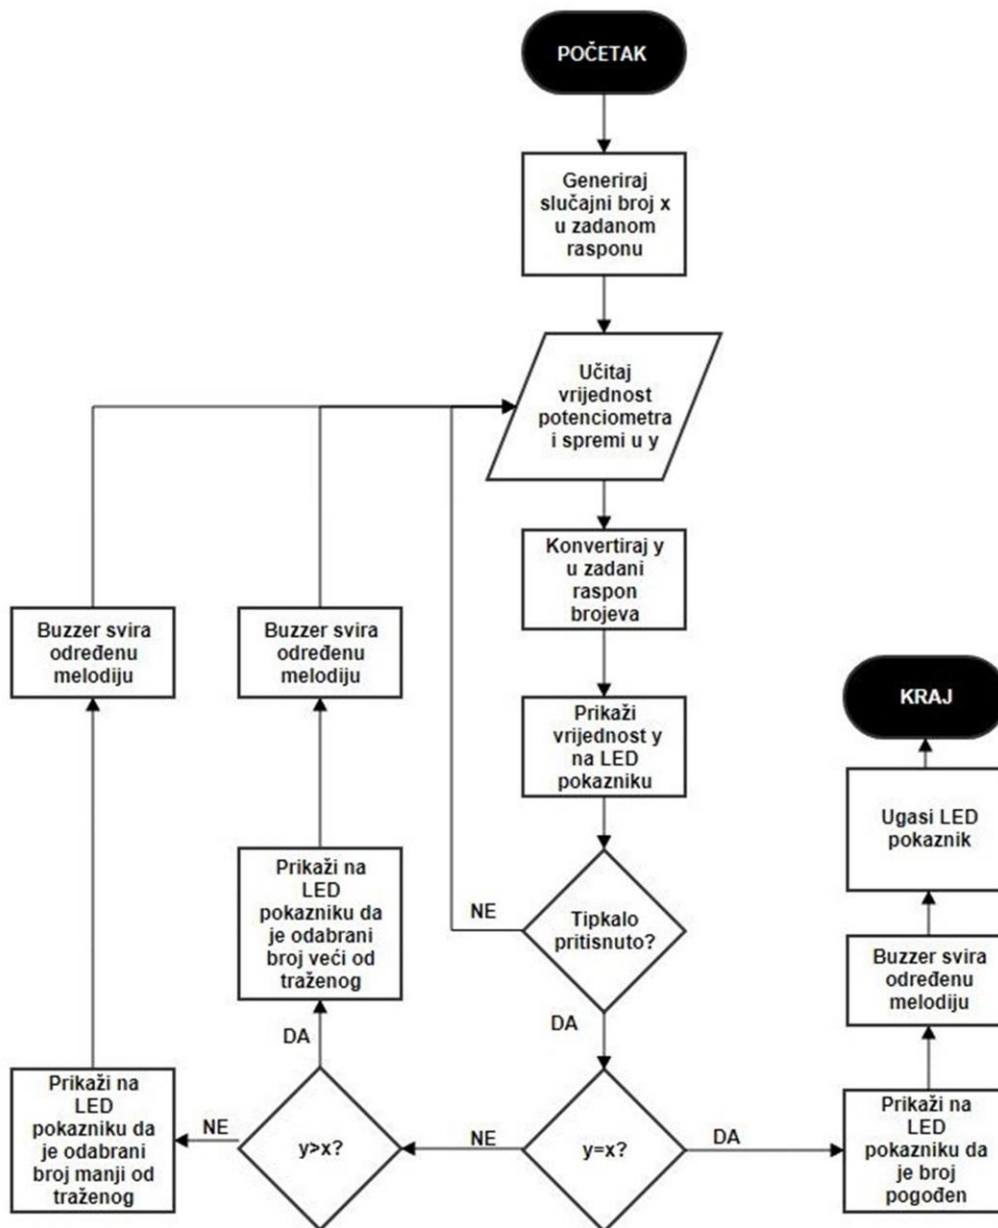 POČETAK
Generiraj
slučajni broj x
u zadanom
rasponu
Učitaj
vrijednost
potenciometra
i spremi u y
Konvertiraj y
u zadani
raspon
brojeva
Buzzer svira
određenu
melodiju
Buzzer svira
određenu
melodiju
Prikaži
vrijednost y
na LED
pokazniku
KRAJ
Ugasi LED
pokaznik
Prikaži na
LED
pokazniku da
je odabrani
broj veći od
traženog
NE
Tipkalo
pritisnuto?
Buzzer svira
određenu
melodiju
DA
DA
Prikaži na
LED
pokazniku da
je odabrani
broj manji od
traženog
NE
y>x?
NE
y=x?
DA
Prikaži na
LED
pokazniku da
je broj
pogođen